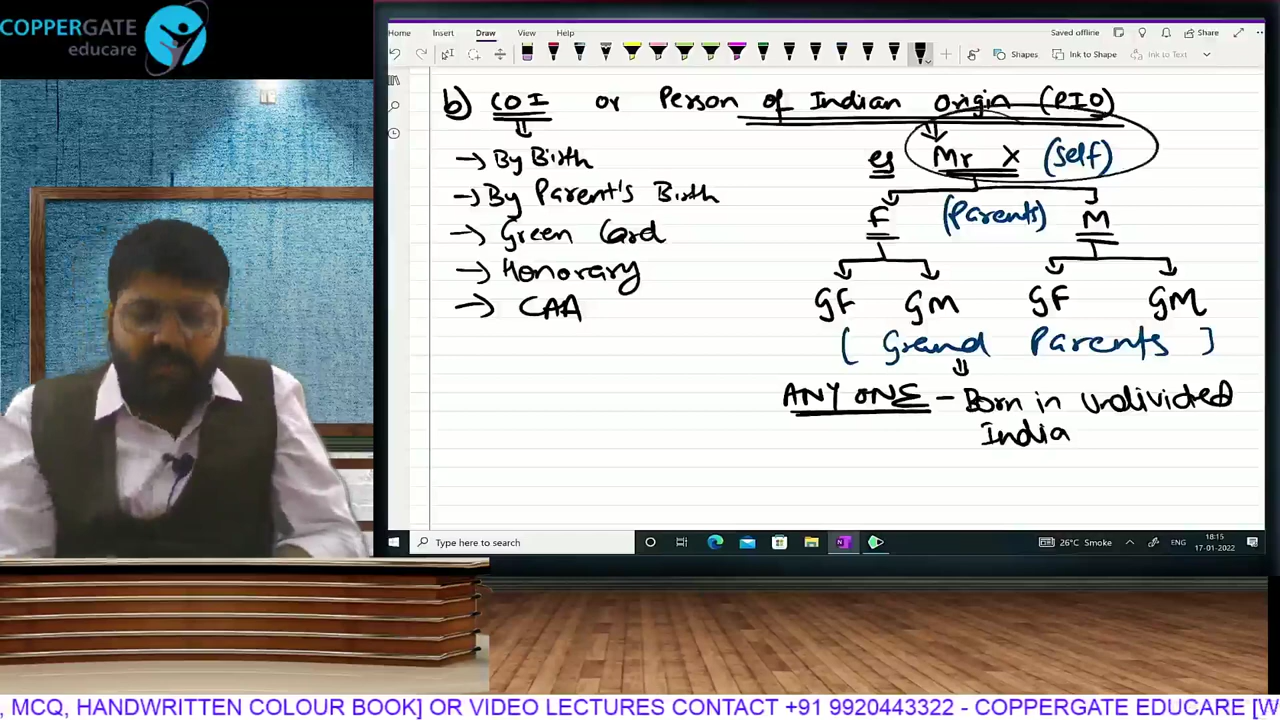 COPPERGATE
educare
Home Insert Draw View Help
Saved offline
Share
Shapes
Ink to Shape
Ink to Text
b) COI or Person of Indian Origin (PIO)
→ By Birth
→ By Parent's Birth
→ Green Card
→ Honorary
→ CAA
eg Mr X (Self)
F (Parents) M
GF GM GF GM
[ Grand Parents ]
ANY ONE - Born in Undivided
India
Type here to search
26°C Smoke
ENG
18:15
17-01-2022
, MCQ, HANDWRITTEN COLOUR BOOK] OR VIDEO LECTURES CONTACT +91 9920443322 - COPPERGATE EDUCARE [W